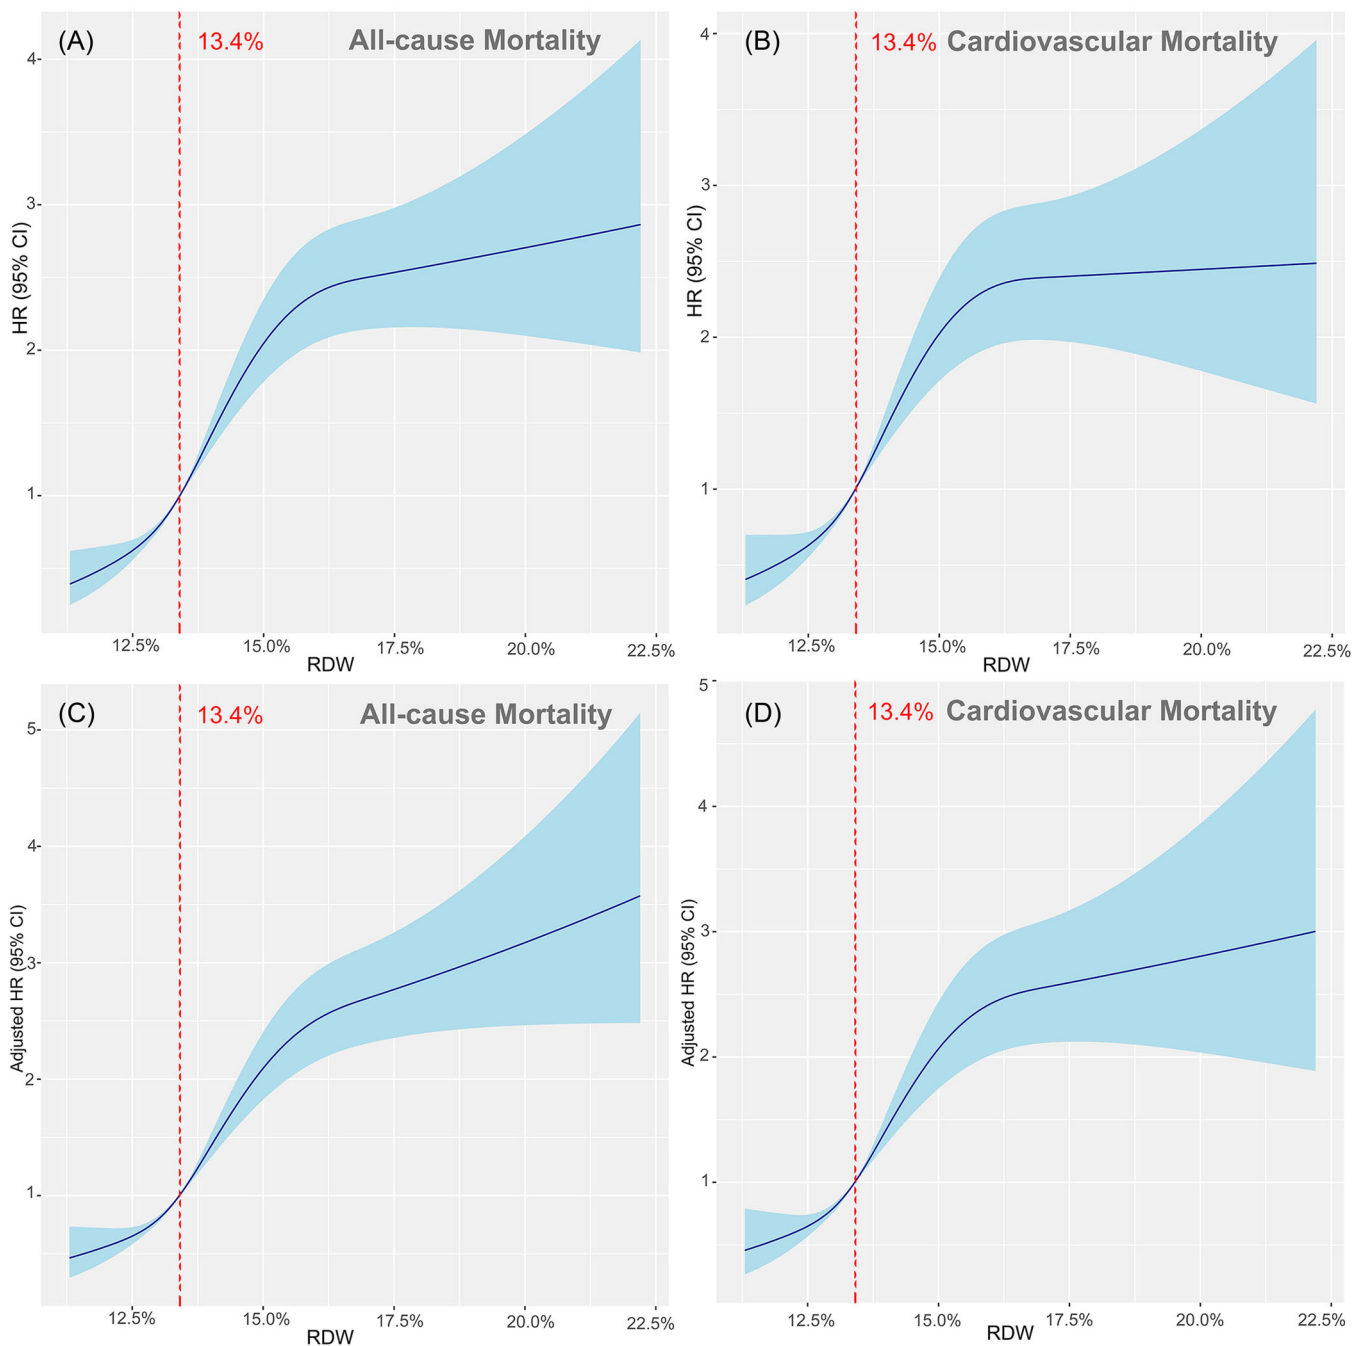 (A) 13.4% All-cause Mortality
4
3
2
1
HR (95% CI)
12.5% 15.0% 17.5% 20.0% 22.5%
RDW
(B) 13.4% Cardiovascular Mortality
4
3
2
1
HR (95% CI)
12.5% 15.0% 17.5% 20.0% 22.5%
RDW
(C) 13.4% All-cause Mortality
5
4
3
2
1
Adjusted HR (95% CI)
12.5% 15.0% 17.5% 20.0% 22.5%
RDW
(D) 13.4% Cardiovascular Mortality
5
4
3
2
1
Adjusted HR (95% CI)
12.5% 15.0% 17.5% 20.0% 22.5%
RDW